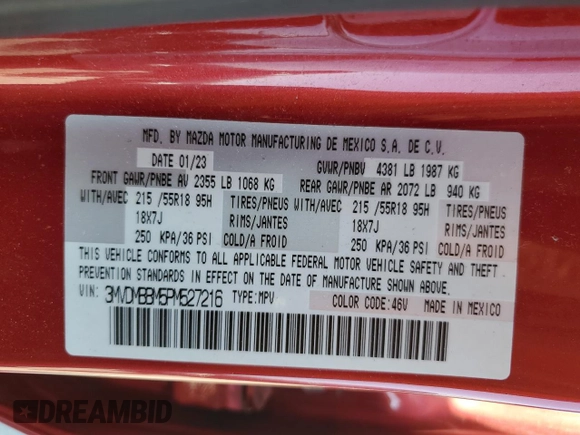 MFD. BY MAZDA MOTOR MANUFACTURING DE MEXICO S.A. DE C.V.
DATE 01/23 GVWR/PNBV 4381 LB 1987 KG
FRONT GAWR/PNBE AV 2355 LB 1068 KG REAR GAWR/PNBE AR 2072 LB 940 KG
WITH/AVEC 215 /55R18 95H TIRES/PNEUS WITH/AVEC 215 /55R18 95H TIRES/PNEUS
18X7J RIMS/JANTES 18X7J RIMS/JANTES
250 KPA/36 PSI COLD/A FROID 250 KPA/36 PSI COLD/A FROID
THIS VEHICLE CONFORMS TO ALL APPLICABLE FEDERAL MOTOR VEHICLE SAFETY AND THEFT
PREVENTION STANDARDS IN EFFECT ON THE DATE OF MANUFACTURE SHOWN ABOVE.
VIN: 3MVDMBBM5PM527216 TYPE: MPV COLOR CODE: 46V MADE IN MEXICO
DREAMBID